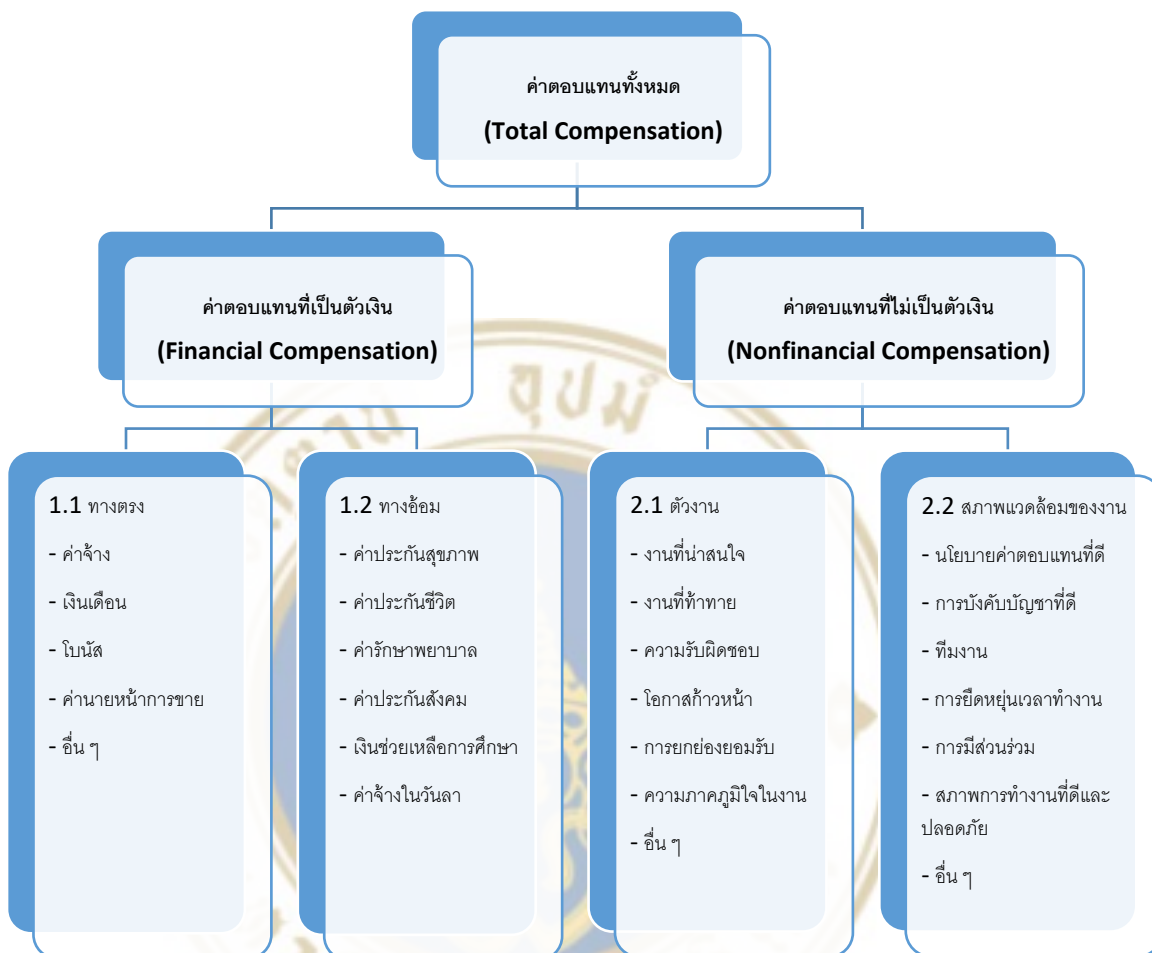 ค่าตอบแทนทั้งหมด
(Total Compensation)
ค่าตอบแทนที่เป็นตัวเงิน
(Financial Compensation)
ค่าตอบแทนที่ไม่เป็นตัวเงิน
(Nonfinancial Compensation)
อุปมํ
1.1 ทางตรง
- ค่าจ้าง
- เงินเดือน
- โบนัส
- ค่านายหน้าการขาย
- อื่น ๆ
1.2 ทางอ้อม
- ค่าประกันสุขภาพ
- ค่าประกันชีวิต
- ค่ารักษาพยาบาล
- ค่าประกันสังคม
- เงินช่วยเหลือการศึกษา
- ค่าจ้างในวันลา
2.1 ตัวงาน
- งานที่น่าสนใจ
- งานที่ท้าทาย
- ความรับผิดชอบ
- โอกาสก้าวหน้า
- การยกย่องยอมรับ
- ความภาคภูมิใจในงาน
- อื่น ๆ
2.2 สภาพแวดล้อมของงาน
- นโยบายค่าตอบแทนที่ดี
- การบังคับบัญชาที่ดี
- ทีมงาน
- การยืดหยุ่นเวลาทำงาน
- การมีส่วนร่วม
- สภาพการทำงานที่ดีและ
ปลอดภัย
- อื่น ๆ